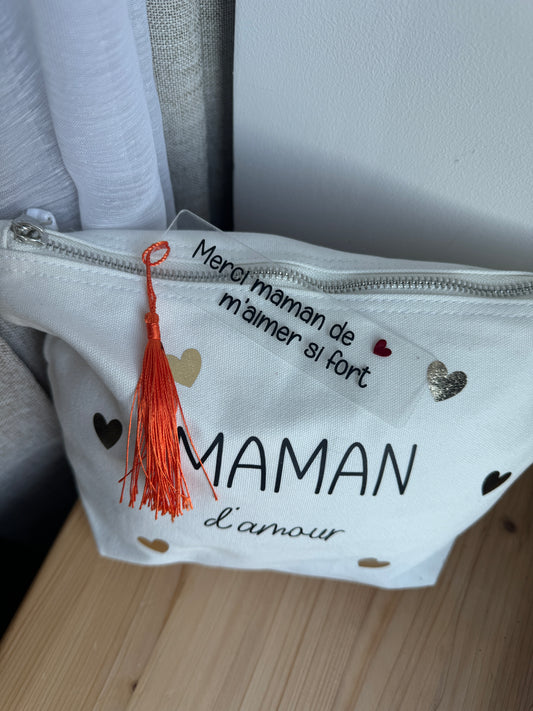 Merci maman de
m'aimer si fort
MAMAN
d'amour